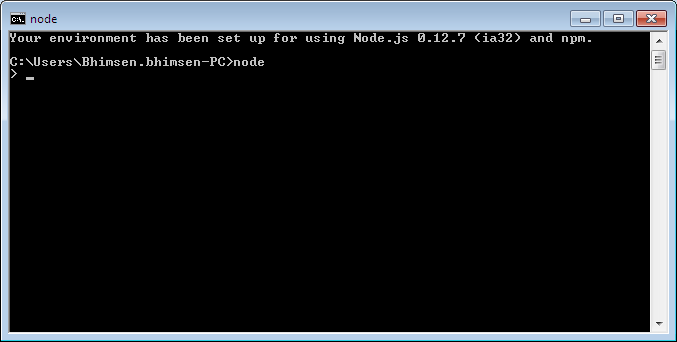 node
Your environment has been set up for using Node.js 0.12.7 (ia32) and npm.
C:\Users\Bhimsen.bhimsen-PC>node
> _